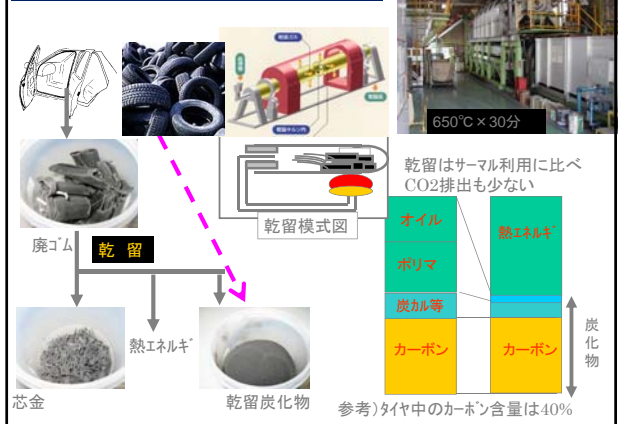 650℃×30分
乾留模式図
廃ゴム
乾 留
芯金
熱エネルギ
乾留炭化物
乾留はサーマル利用に比べ
CO2排出も少ない
オイル
ポリマ
炭カル等
カーボン
熱エネルギ
カーボン
炭化物
参考)タイヤ中のカーボン含量は40%